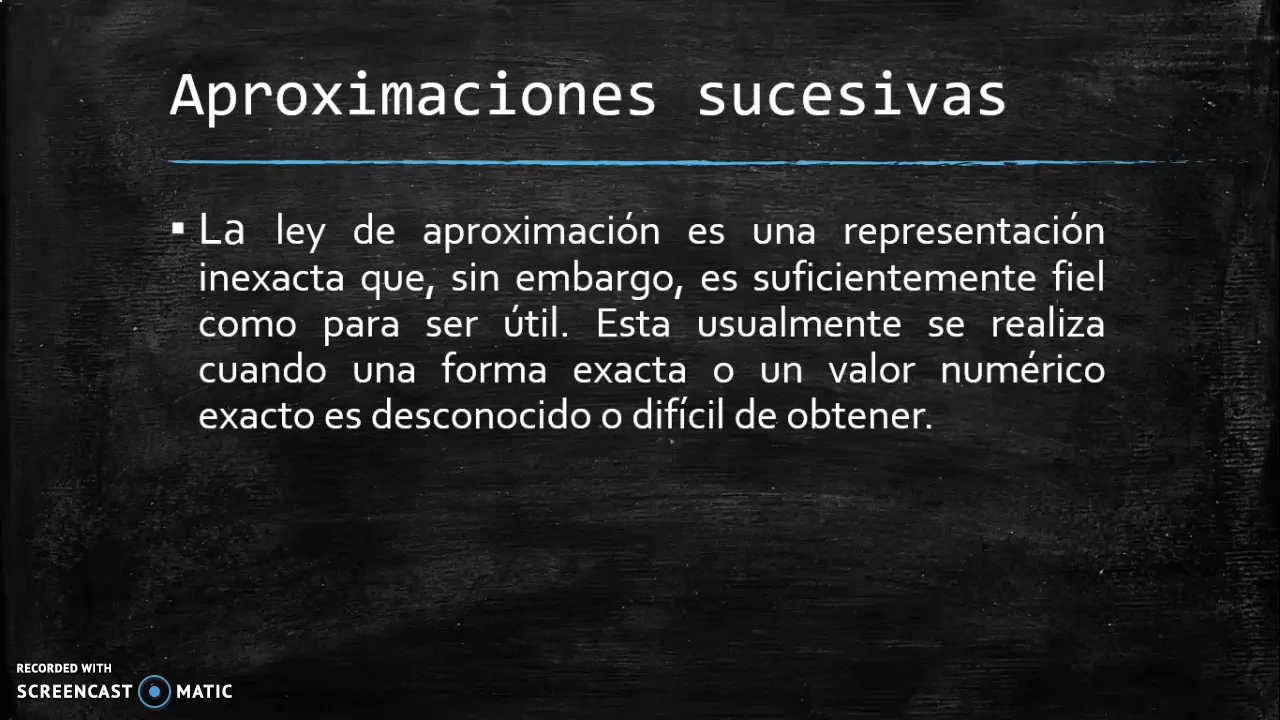 Aproximaciones sucesivas
▪ La ley de aproximación es una representación
inexacta que, sin embargo, es suficientemente fiel
como para ser útil. Esta usualmente se realiza
cuando una forma exacta o un valor numérico
exacto es desconocido o difícil de obtener.
RECORDED WITH
SCREENCAST MATIC